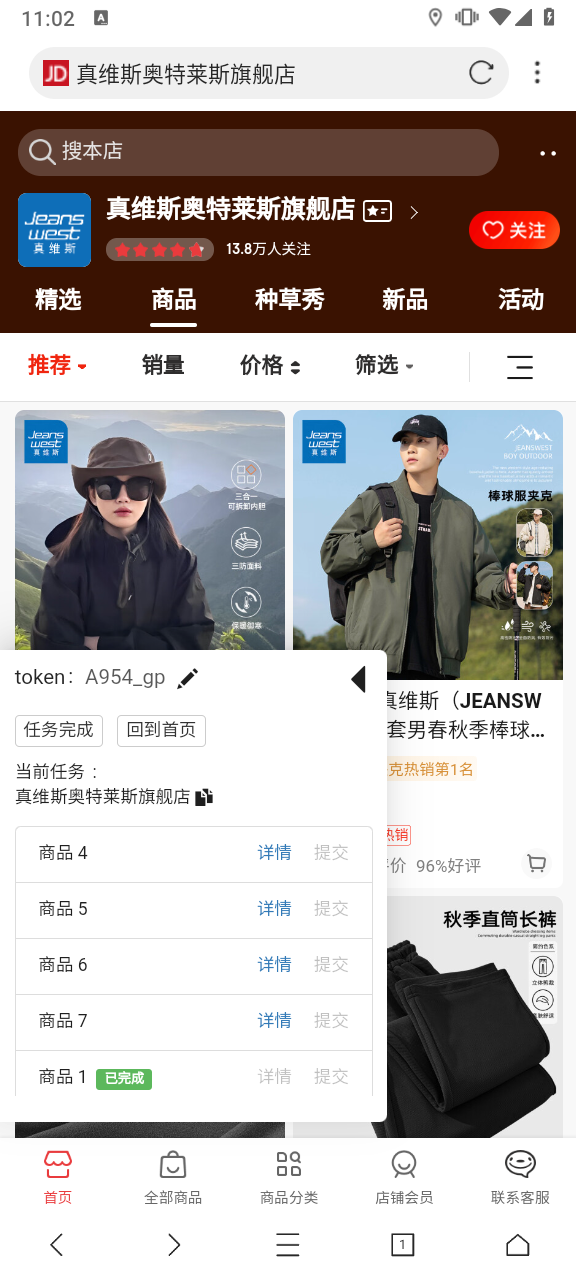 11:02
A
JD 真维斯奥特莱斯旗舰店
搜本店
Jeans west 真维斯
真维斯奥特莱斯旗舰店
13.8万人关注
关注
精选 商品 种草秀 新品 活动
推荐 销量 价格 筛选
Jeans west 真维斯
三合一
可拆卸内胆
三防面料
保暖御寒
Jeans west 真维斯
JEANSWEST
BOY OUTDOOR
棒球服夹克
token: A954_gp
任务完成 回到首页
当前任务：
真维斯奥特莱斯旗舰店
商品 4 详情 提交
商品 5 详情 提交
商品 6 详情 提交
商品 7 详情 提交
商品 1 已完成 详情 提交
真维斯（JEANSW
套男春秋季棒球...
克热销第1名
热销
价 96%好评
秋季直筒长裤
立体剪裁
首页 全部商品 商品分类 店铺会员 联系客服
1